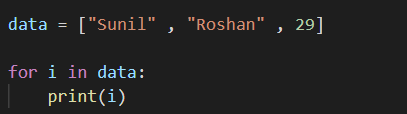 data = ["Sunil" , "Roshan" , 29]
for i in data:
    print(i)